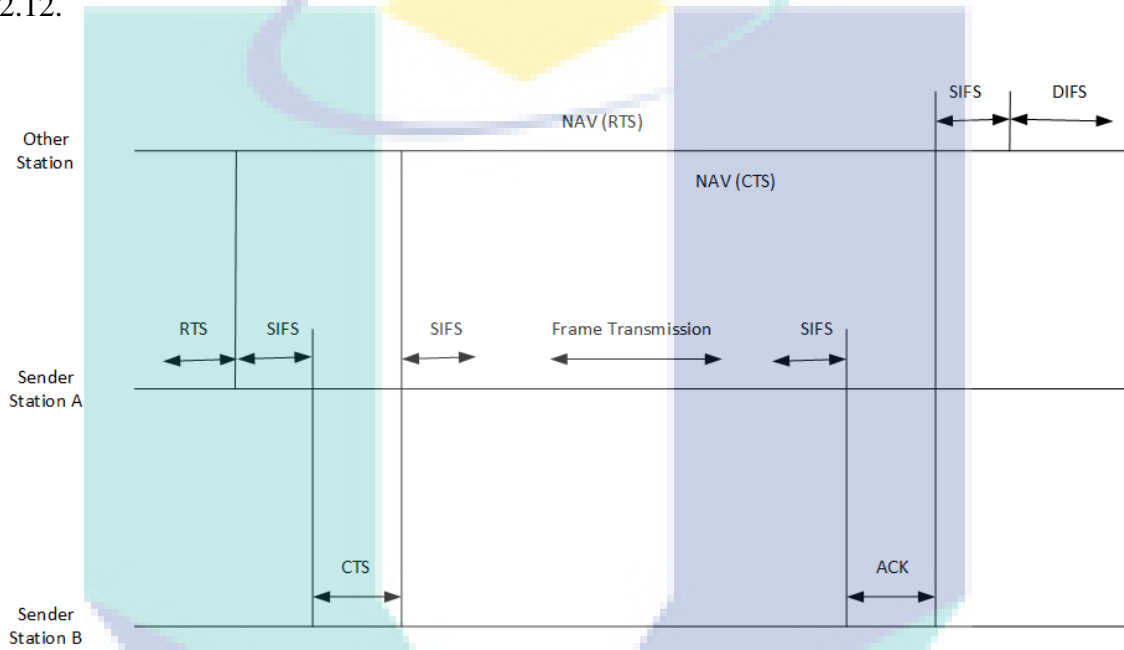 2.12.
SIFS DIFS
NAV (RTS)
Other
Station
NAV (CTS)
RTS SIFS SIFS Frame Transmission SIFS
Sender
Station A
CTS ACK
Sender
Station B